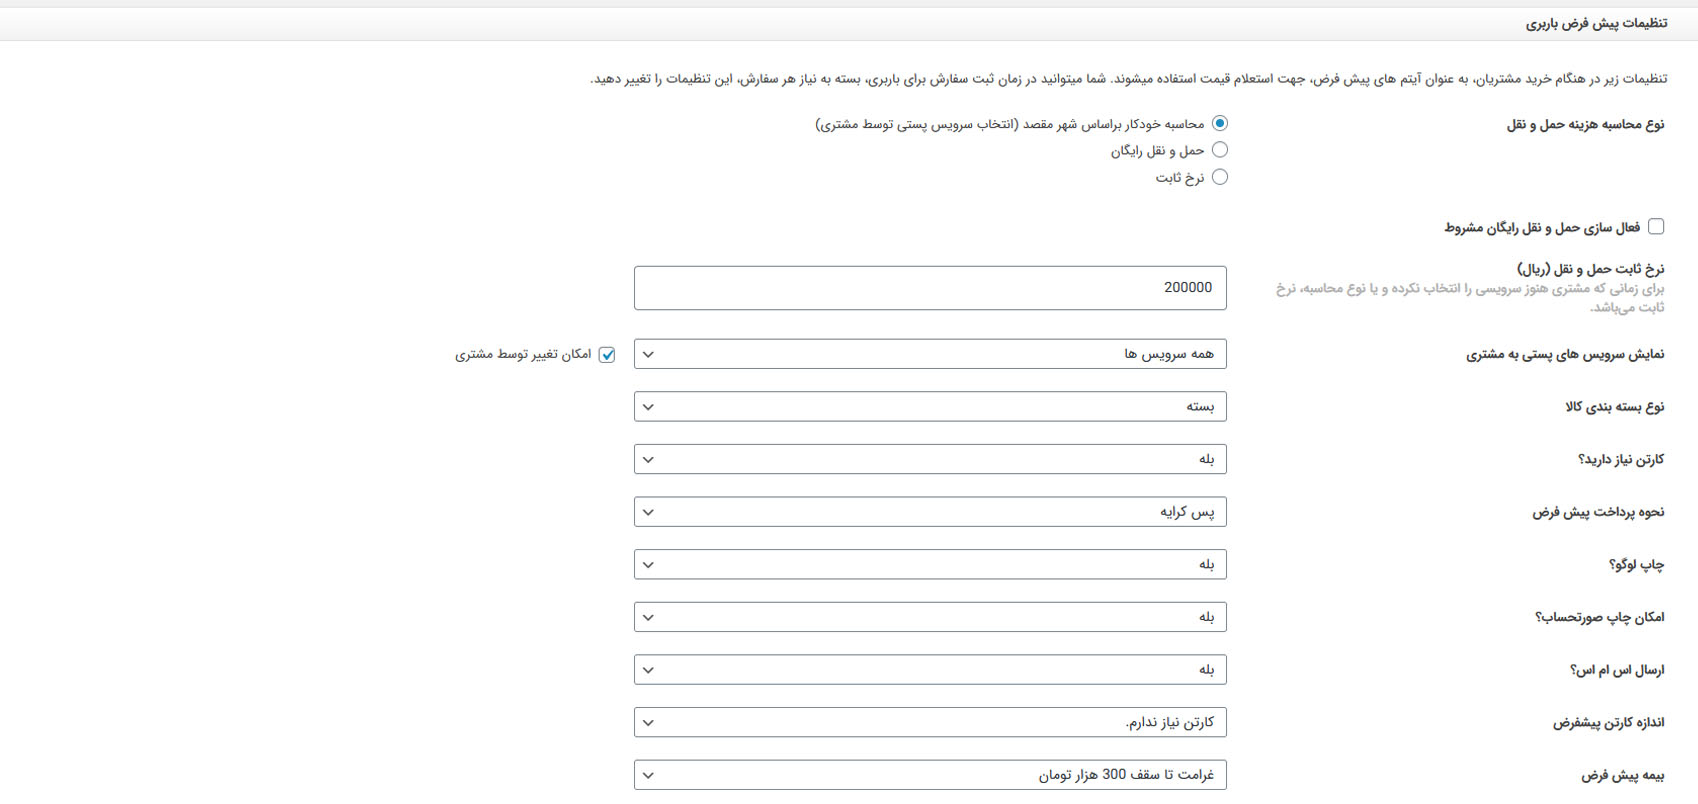 تنظیمات پیش فرض باربری
تنظیمات زیر در هنگام خرید مشتریان، به عنوان آیتم های پیش فرض، جهت استعلام قیمت استفاده میشوند. شما میتوانید در زمان ثبت سفارش برای باربری، بسته به نیاز هر سفارش، این تنظیمات را تغییر دهید.
نوع محاسبه هزینه حمل و نقل
محاسبه خودکار براساس شهر مقصد (انتخاب سرویس پستی توسط مشتری)
حمل و نقل رایگان
نرخ ثابت
فعال سازی حمل و نقل رایگان مشروط
نرخ ثابت حمل و نقل (ریال)
برای زمانی که مشتری هنوز سرویسی را انتخاب نکرده و یا نوع محاسبه، نرخ
ثابت می‌باشد.
200000
نمایش سرویس های پستی به مشتری
همه سرویس ها
امکان تغییر توسط مشتری
نوع بسته بندی کالا
بسته
کارتن نیاز دارید؟
بله
نحوه پرداخت پیش فرض
پس کرایه
چاپ لوگو؟
بله
امکان چاپ صورتحساب؟
بله
ارسال اس ام اس؟
بله
اندازه کارتن پیشفرض
کارتن نیاز ندارم.
بیمه پیش فرض
غرامت تا سقف 300 هزار تومان